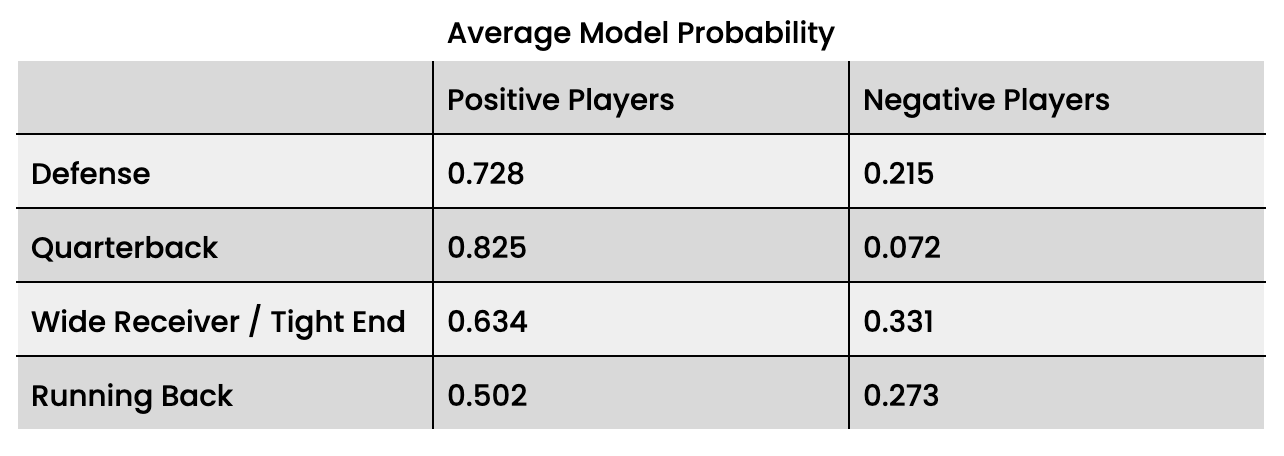 Average Model Probability
Positive Players Negative Players
Defense 0.728 0.215
Quarterback 0.825 0.072
Wide Receiver / Tight End 0.634 0.331
Running Back 0.502 0.273